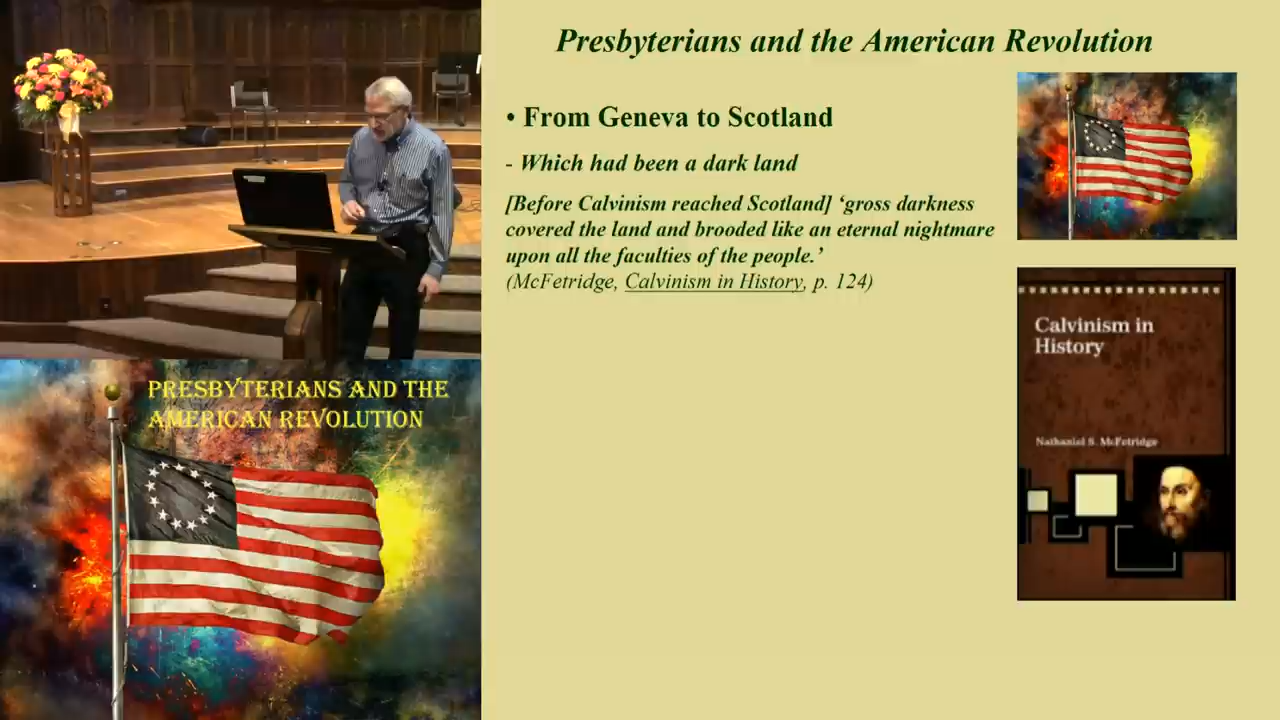 Presbyterians and the American Revolution
• From Geneva to Scotland
- Which had been a dark land
[Before Calvinism reached Scotland] ‘gross darkness
covered the land and brooded like an eternal nightmare
upon all the faculties of the people.’
(McFetridge, Calvinism in History, p. 124)
Calvinism in
History
Nathaniel S. McFetridge
PRESBYTERIANS AND THE
AMERICAN REVOLUTION